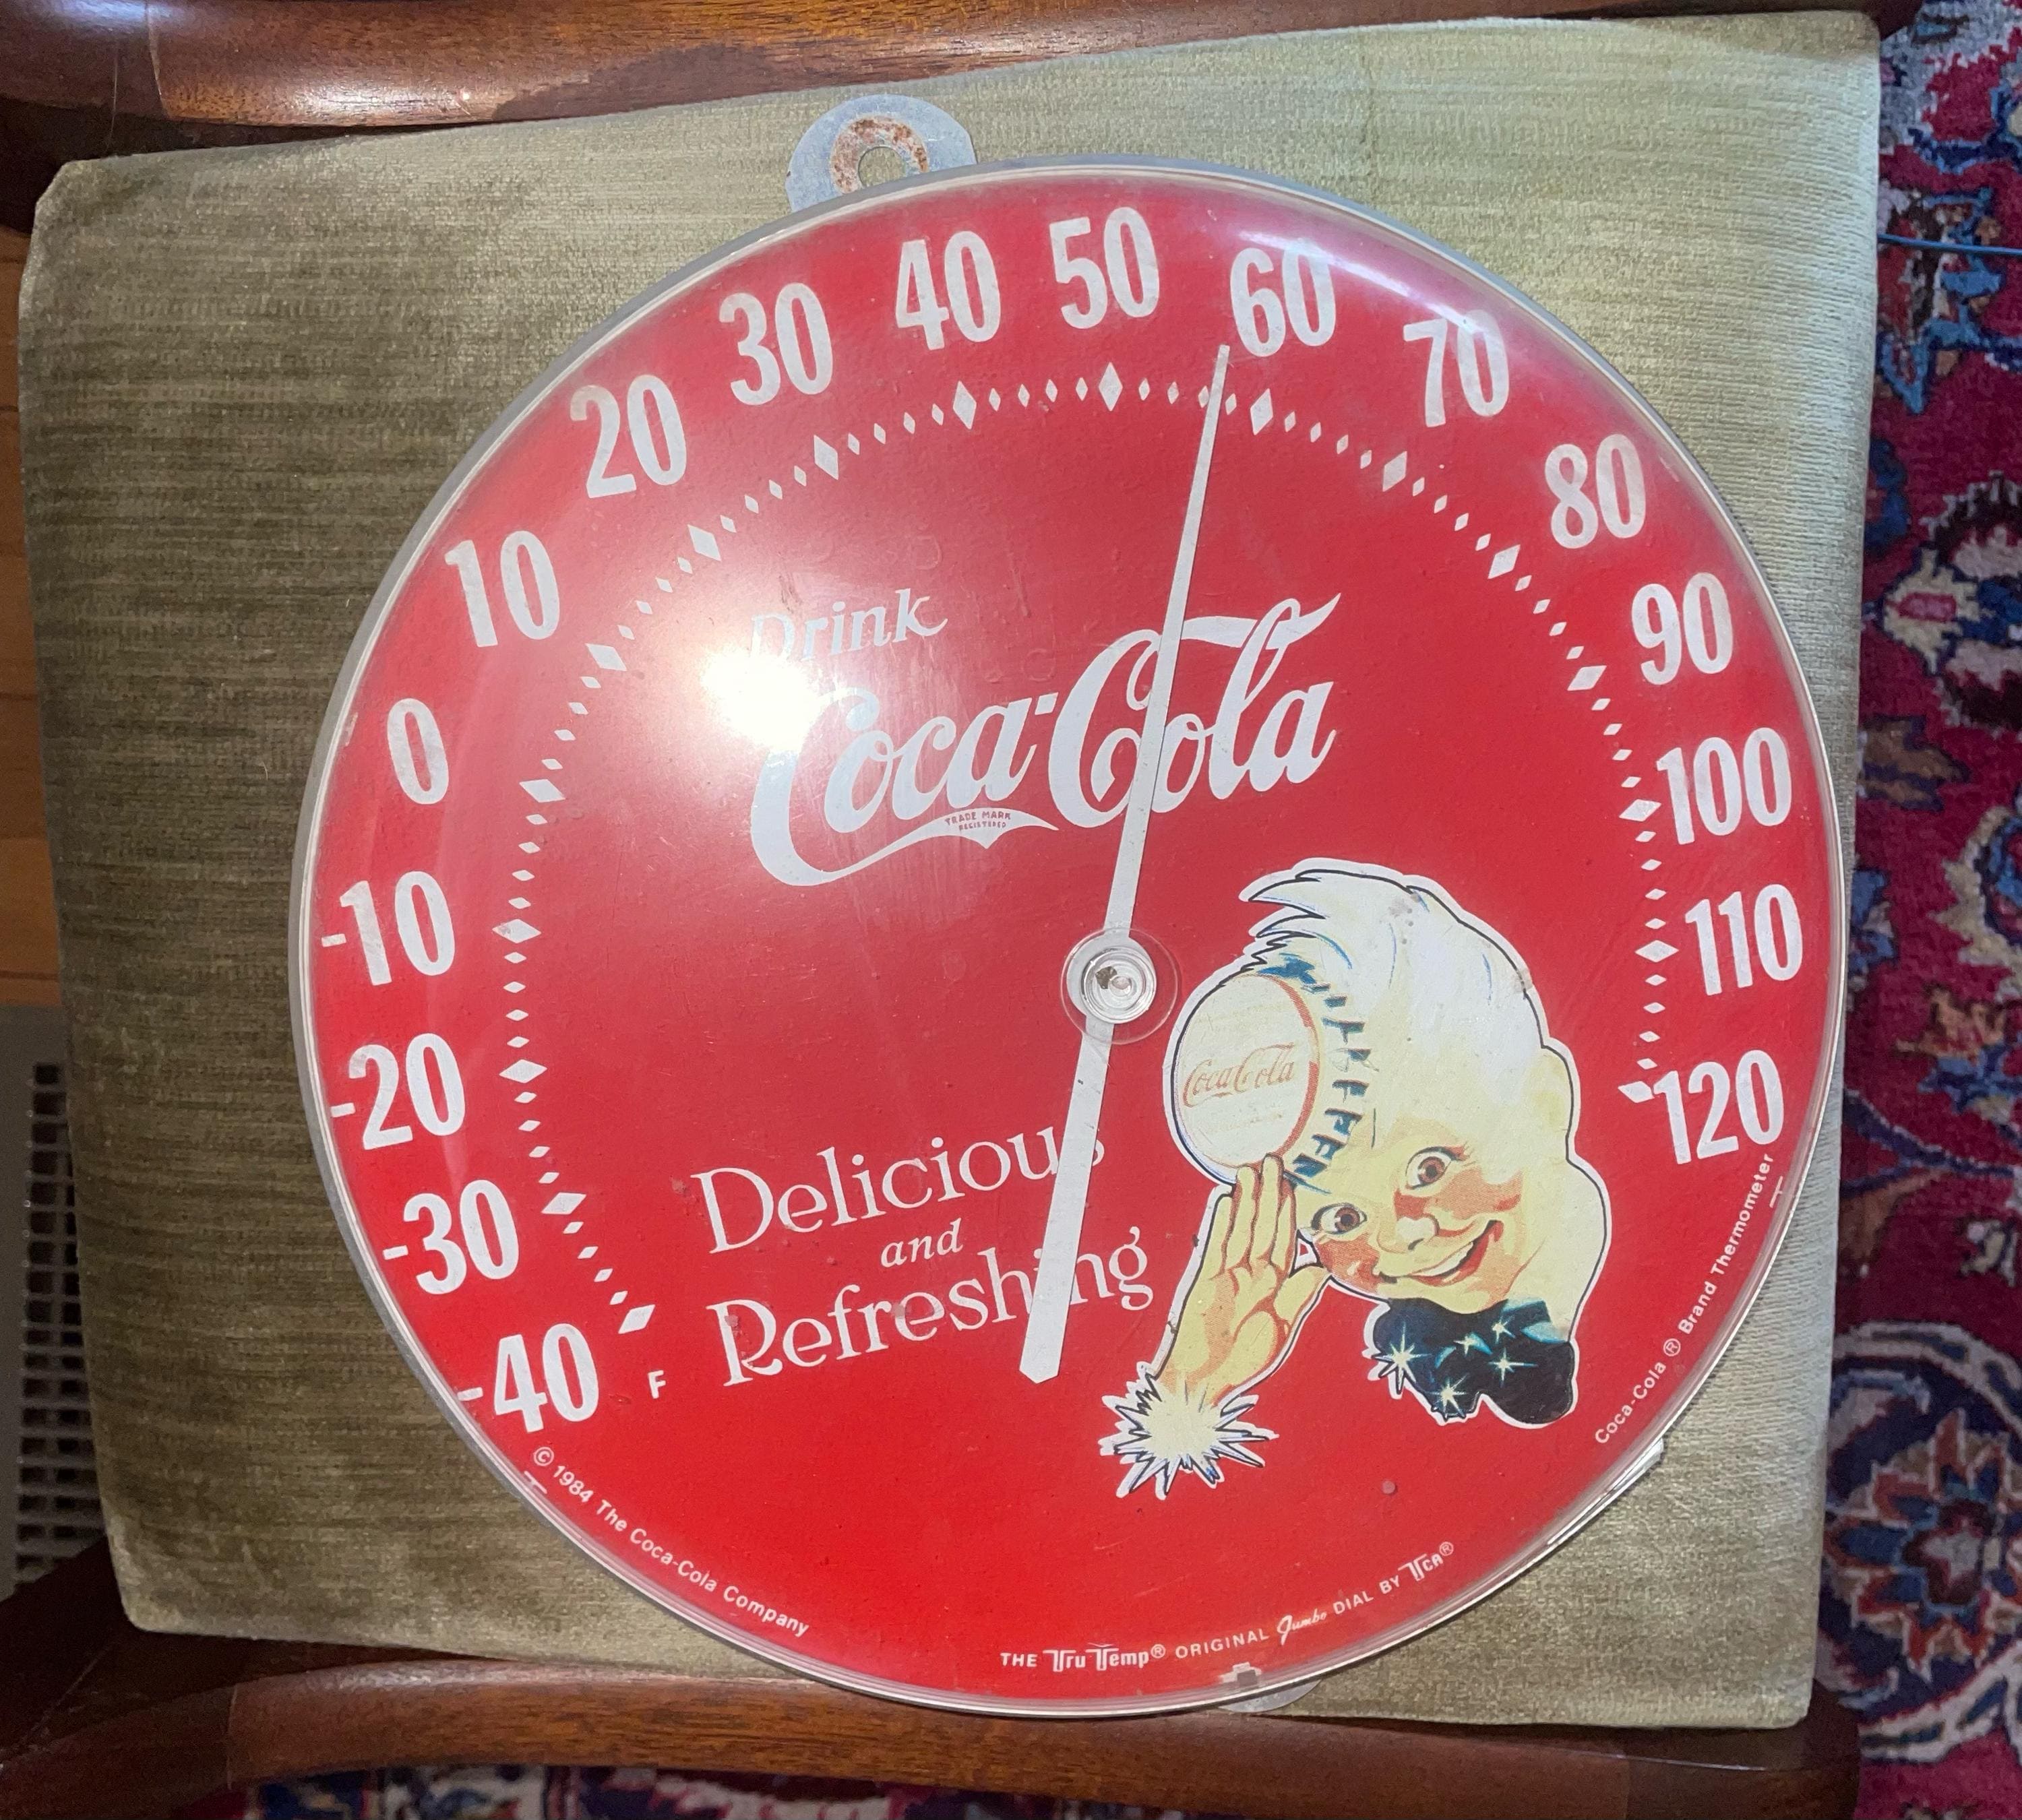 -40
-30
-20
-10
0
10
20
30
40
50
60
70
80
90
100
110
120
F
Drink
Coca-Cola
TRADE MARK
REGISTERED
Coca-Cola
Delicious
and
Refreshing
© 1984 The Coca-Cola Company
THE Tru Temp® ORIGINAL Jumbo DIAL BY TCA®
Coca-Cola ® Brand Thermometer